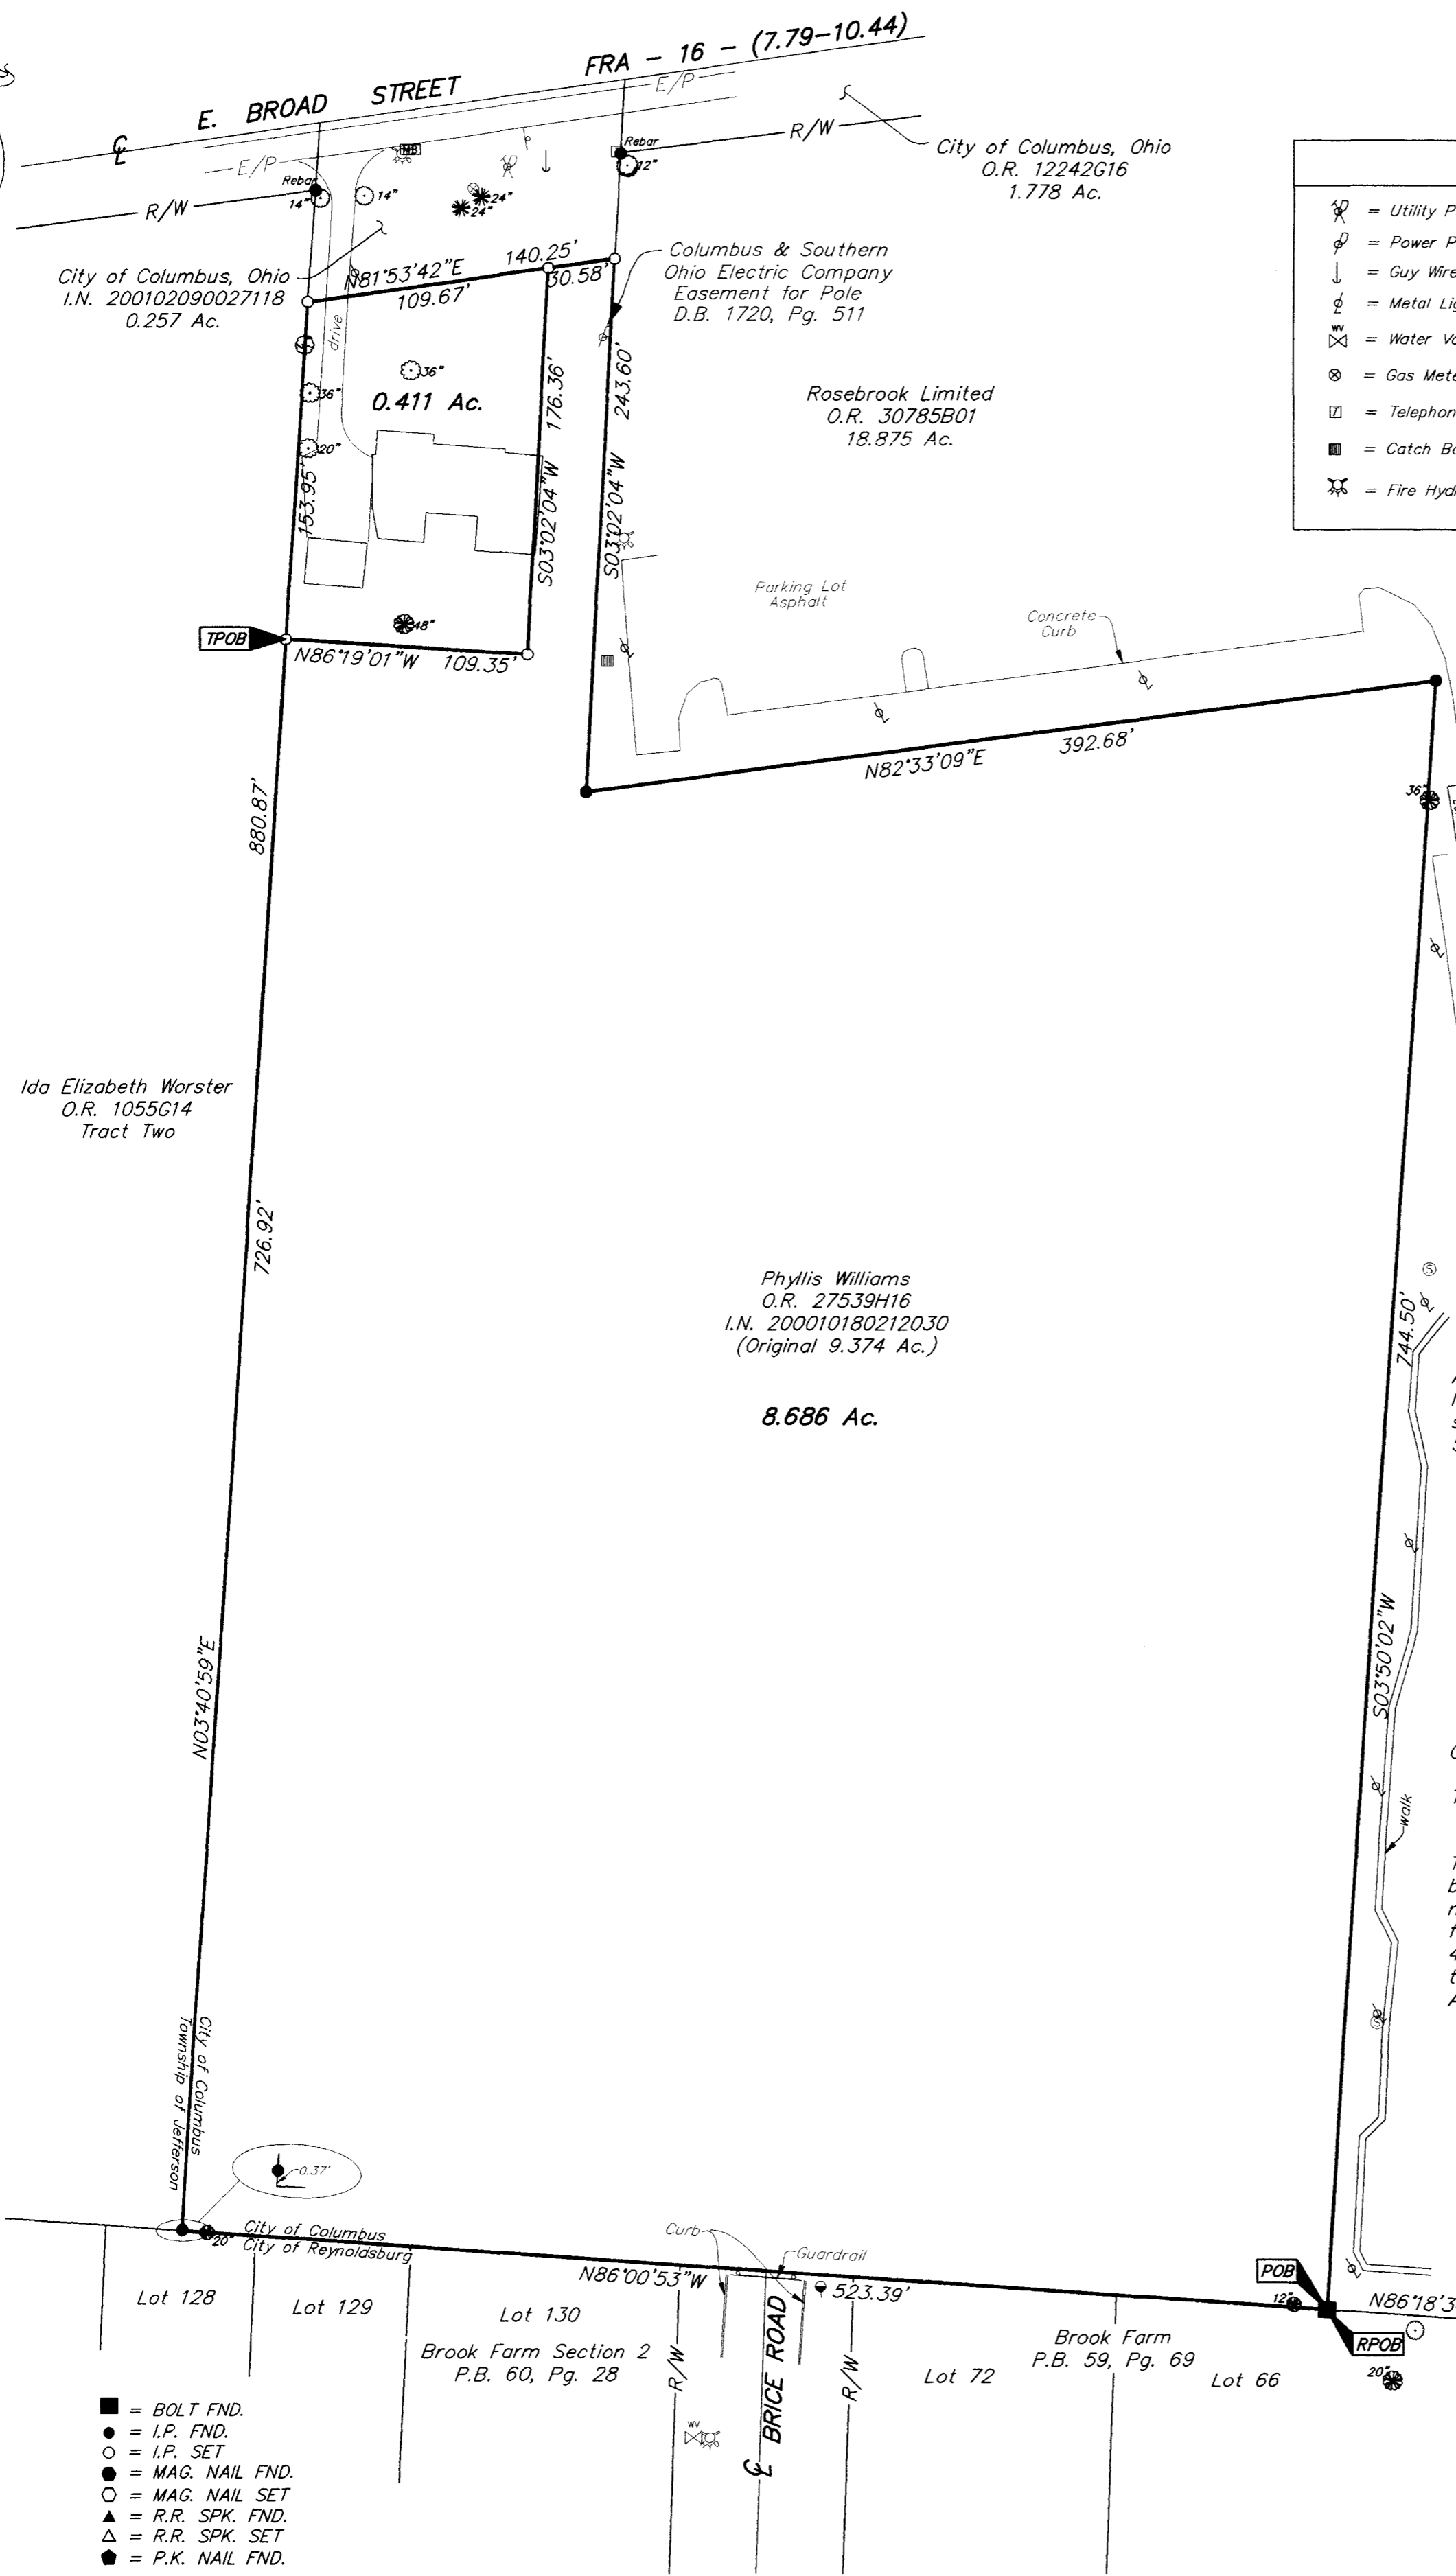 FRA - 16 - (7.79-10.44)
E. BROAD STREET
E/P
E/P
R/W
R/W
Rebar
Rebar
MB
12"
14"
14"
24"
24"
City of Columbus, Ohio
O.R. 12242G16
1.778 Ac.
City of Columbus, Ohio
I.N. 200102090027118
0.257 Ac.
Columbus & Southern
Ohio Electric Company
Easement for Pole
D.B. 1720, Pg. 511
N81°53'42"E
140.25'
109.67'
30.58'
drive
36"
36"
20"
0.411 Ac.
176.36'
S03°02'04"W
243.60'
S03°02'04"W
153.95'
Rosebrook Limited
O.R. 30785B01
18.875 Ac.
= Utility P
= Power P
= Guy Wire
= Metal Lig
WV
= Water Va
= Gas Mete
T
= Telephon
= Catch Ba
= Fire Hyd
Parking Lot
Asphalt
Concrete
Curb
48"
TPOB
N86°19'01"W 109.35'
N82°33'09"E
392.68'
36"
880.87'
Ida Elizabeth Worster
O.R. 1055G14
Tract Two
726.92'
Phyllis Williams
O.R. 27539H16
I.N. 200010180212030
(Original 9.374 Ac.)
8.686 Ac.
S
744.50'
N03°40'59"E
S03°50'02"W
walk
S
City of Columbus
Township of Jefferson
0.37'
20"
City of Columbus
City of Reynoldsburg
Curb
Guardrail
N86°00'53"W
523.39'
POB
12"
N86°18'3
RPOB
20"
Lot 128
Lot 129
Lot 130
Brook Farm Section 2
P.B. 60, Pg. 28
R/W
BRICE ROAD
R/W
Lot 72
Brook Farm
P.B. 59, Pg. 69
Lot 66
WV
= BOLT FND.
= I.P. FND.
= I.P. SET
= MAG. NAIL FND.
= MAG. NAIL SET
= R.R. SPK. FND.
= R.R. SPK. SET
= P.K. NAIL FND.